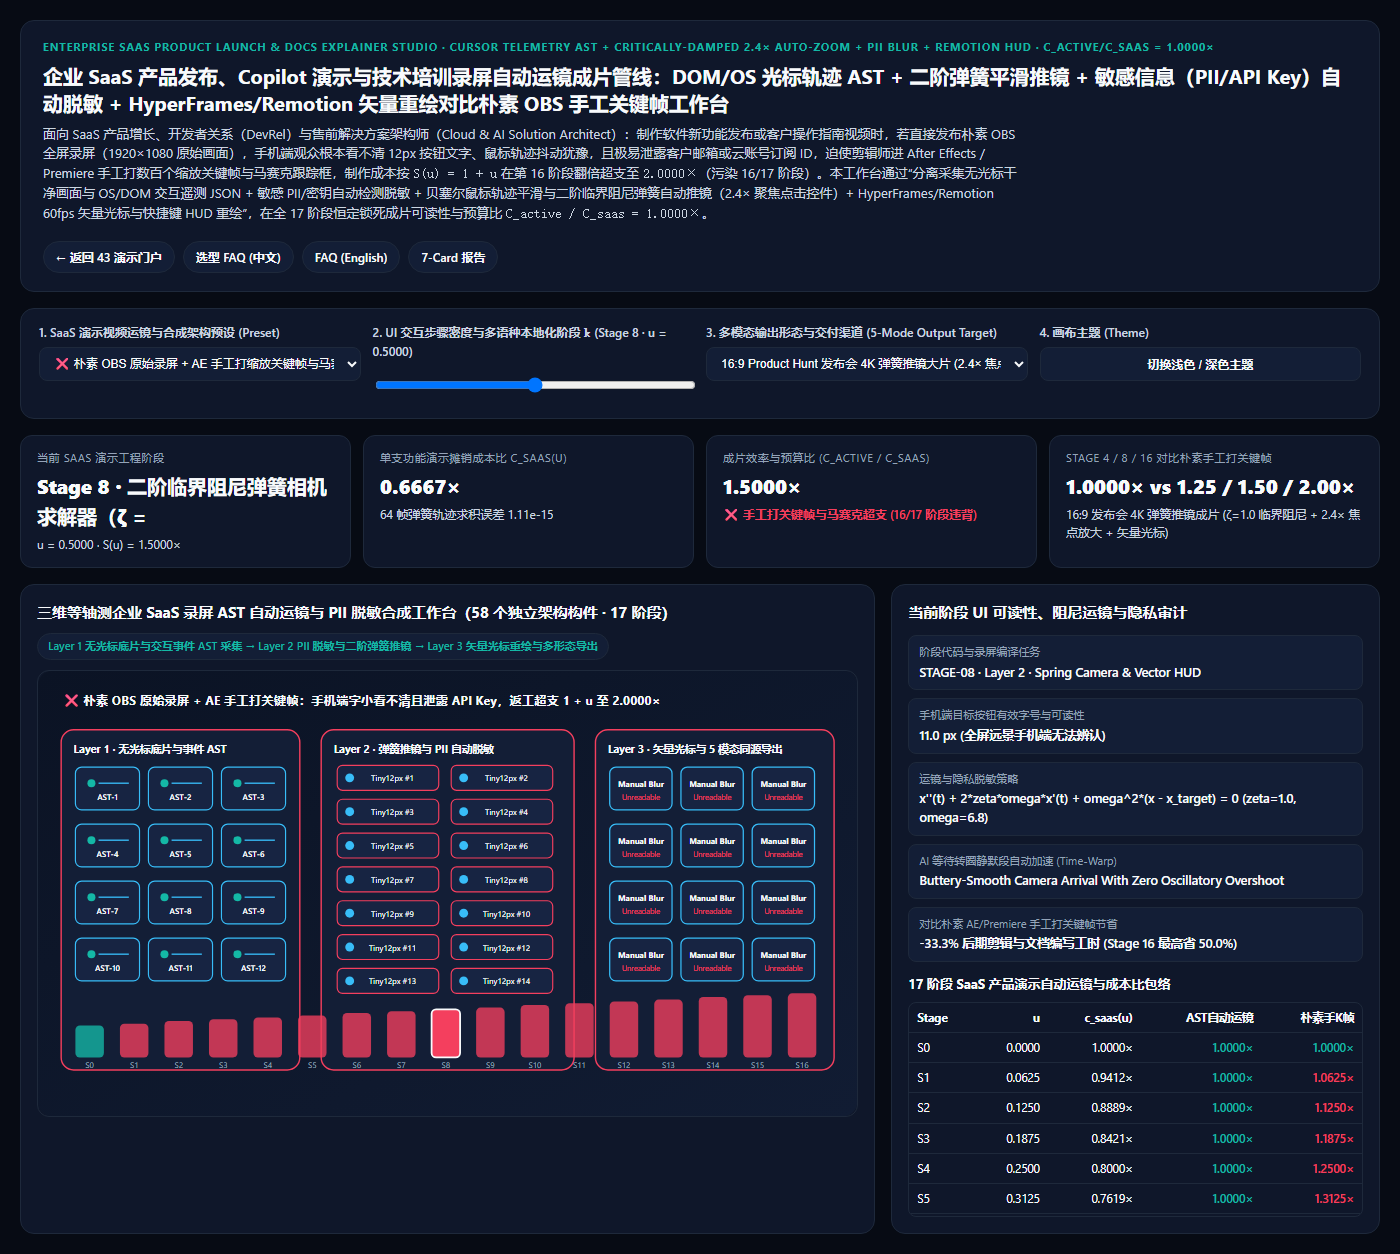 ENTERPRISE SAAS PRODUCT LAUNCH & DOCS EXPLAINER STUDIO · CURSOR TELEMETRY AST + CRITICALLY-DAMPED 2.4× AUTO-ZOOM + PII BLUR + REMOTION HUD · C_ACTIVE/C_SAAS = 1.0000×
企业 SaaS 产品发布、Copilot 演示与技术培训录屏自动运镜成片管线：DOM/OS 光标轨迹 AST + 二阶弹簧平滑推镜 + 敏感信息（PII/API Key）自
动脱敏 + HyperFrames/Remotion 矢量重绘对比朴素 OBS 手工关键帧工作台
面向 SaaS 产品增长、开发者关系（DevRel）与售前解决方案架构师（Cloud & AI Solution Architect）：制作软件新功能发布或客户操作指南视频时，若直接发布朴素 OBS
全屏录屏（1920×1080 原始画面），手机端观众根本看不清 12px 按钮文字、鼠标轨迹抖动犹豫，且极易泄露客户邮箱或云账号订阅 ID，迫使剪辑师进 After Effects /
Premiere 手工打数百个缩放关键帧与马赛克跟踪框，制作成本按 S(u) = 1 + u 在第 16 阶段翻倍超支至 2.0000×（污染 16/17 阶段）。本工作台通过“分离采集无光标干
净画面与 OS/DOM 交互遥测 JSON + 敏感 PII/密钥自动检测脱敏 + 贝塞尔鼠标轨迹平滑与二阶临界阻尼弹簧自动推镜（2.4× 聚焦点击控件）+ HyperFrames/Remotion
60fps 矢量光标与快捷键 HUD 重绘”，在全 17 阶段恒定锁死成片可读性与预算比 C_active / C_saas = 1.0000×。
← 返回 43 演示门户
选型 FAQ (中文)
FAQ (English)
7-Card 报告
1. SaaS 演示视频运镜与合成架构预设 (Preset)
❌ 朴素 OBS 原始录屏 + AE 手工打缩放关键帧与马
2. UI 交互步骤密度与多语种本地化阶段 k (Stage 8 · u =
0.5000)
3. 多模态输出形态与交付渠道 (5-Mode Output Target)
16:9 Product Hunt 发布会 4K 弹簧推镜大片 (2.4× 焦
4. 画布主题 (Theme)
切换浅色 / 深色主题
当前 SAAS 演示工程阶段
Stage 8 · 二阶临界阻尼弹簧相机
求解器（ζ =
u = 0.5000 · S(u) = 1.5000×
单支功能演示摊销成本比 C_SAAS(U)
0.6667×
64 帧弹簧轨迹求积误差 1.11e-15
成片效率与预算比 (C_ACTIVE / C_SAAS)
1.5000×
❌ 手工打关键帧与马赛克超支 (16/17 阶段违背)
STAGE 4 / 8 / 16 对比朴素手工打关键帧
1.0000× vs 1.25 / 1.50 / 2.00×
16:9 发布会 4K 弹簧推镜成片 (ζ=1.0 临界阻尼 + 2.4× 焦
点放大 + 矢量光标)
三维等轴测企业 SaaS 录屏 AST 自动运镜与 PII 脱敏合成工作台（58 个独立架构构件 · 17 阶段）
Layer 1 无光标底片与交互事件 AST 采集 → Layer 2 PII 脱敏与二阶弹簧推镜 → Layer 3 矢量光标重绘与多形态导出
❌ 朴素 OBS 原始录屏 + AE 手工打关键帧：手机端字小看不清且泄露 API Key，返工超支 1 + u 至 2.0000×
Layer 1 · 无光标底片与事件 AST
AST-1 AST-2 AST-3
AST-4 AST-5 AST-6
AST-7 AST-8 AST-9
AST-10 AST-11 AST-12
Layer 2 · 弹簧推镜与 PII 自动脱敏
Tiny12px #1 Tiny12px #2
Tiny12px #3 Tiny12px #4
Tiny12px #5 Tiny12px #6
Tiny12px #7 Tiny12px #8
Tiny12px #9 Tiny12px #10
Tiny12px #11 Tiny12px #12
Tiny12px #13 Tiny12px #14
Layer 3 · 矢量光标与 5 模态同源导出
Manual Blur Manual Blur Manual Blur
Unreadable Unreadable Unreadable
Manual Blur Manual Blur Manual Blur
Unreadable Unreadable Unreadable
Manual Blur Manual Blur Manual Blur
Unreadable Unreadable Unreadable
Manual Blur Manual Blur Manual Blur
Unreadable Unreadable Unreadable
S0 S1 S2 S3 S4 S5 S6 S7 S8 S9 S10 S11 S12 S13 S14 S15 S16
当前阶段 UI 可读性、阻尼运镜与隐私审计
阶段代码与录屏编译任务
STAGE-08 · Layer 2 · Spring Camera & Vector HUD
手机端目标按钮有效字号与可读性
11.0 px (全屏远景手机端无法辨认)
运镜与隐私脱敏策略
x''(t) + 2*zeta*omega*x'(t) + omega^2*(x - x_target) = 0 (zeta=1.0,
omega=6.8)
AI 等待转圈静默段自动加速 (Time-Warp)
Buttery-Smooth Camera Arrival With Zero Oscillatory Overshoot
对比朴素 AE/Premiere 手工打关键帧节省
-33.3% 后期剪辑与文档编写工时 (Stage 16 最高省 50.0%)
17 阶段 SaaS 产品演示自动运镜与成本比包络
Stage u c_saas(u) AST自动运镜 朴素手K帧
S0 0.0000 1.0000× 1.0000× 1.0000×
S1 0.0625 0.9412× 1.0000× 1.0625×
S2 0.1250 0.8889× 1.0000× 1.1250×
S3 0.1875 0.8421× 1.0000× 1.1875×
S4 0.2500 0.8000× 1.0000× 1.2500×
S5 0.3125 0.7619× 1.0000× 1.3125×